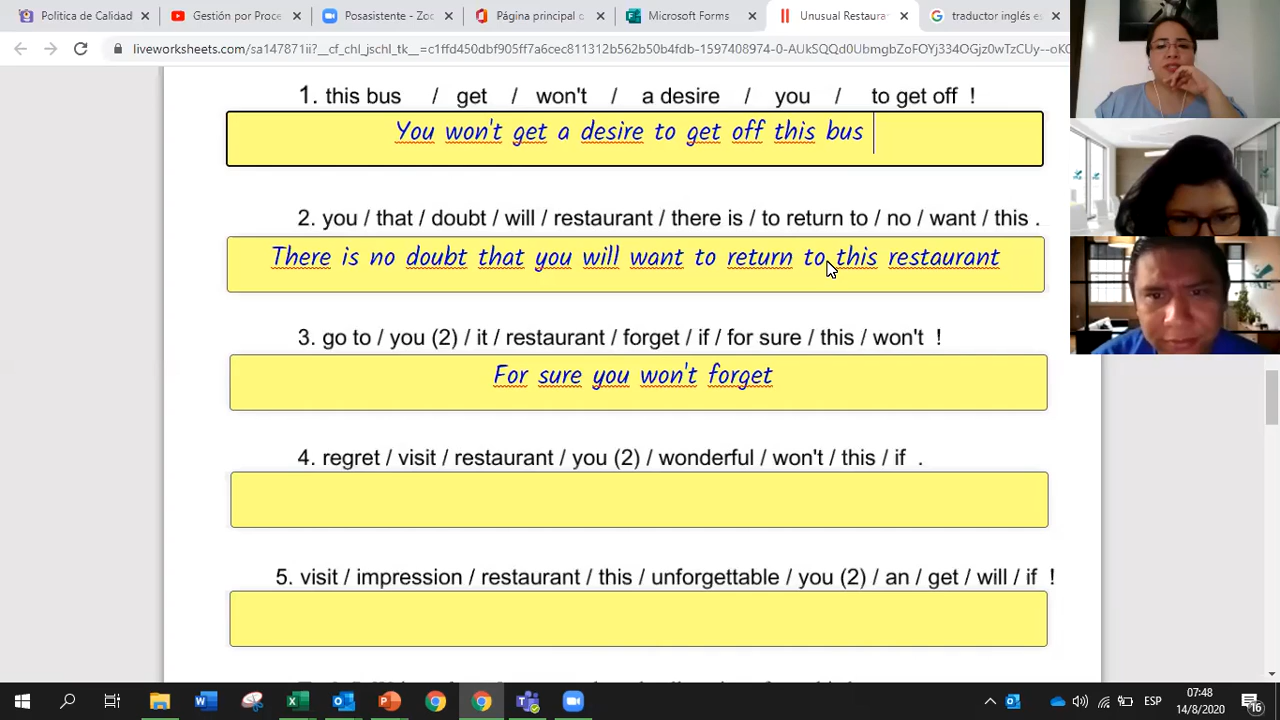 Política de Calidad
Gestión por Proce
Posasistente - Zoo
Página principal o
Microsoft Forms
Unusual Restaura
traductor inglés es
liveworksheets.com/sa147871ii?__cf_chl_jschl_tk__=c1ffd450dbf905ff7a6cec811312b562b50b4fdb-1597408974-0-AUkSQQd0UbmgbZoFOYj334OGjz0wTzCUy--oKC
1. this bus / get / won't / a desire / you / to get off !
You won't get a desire to get off this bus
2. you / that / doubt / will / restaurant / there is / to return to / no / want / this .
There is no doubt that you will want to return to this restaurant
3. go to / you (2) / it / restaurant / forget / if / for sure / this / won't !
For sure you won't forget
4. regret / visit / restaurant / you (2) / wonderful / won't / this / if .
5. visit / impression / restaurant / this / unforgettable / you (2) / an / get / will / if !
ESP
07:48
14/8/2020
16